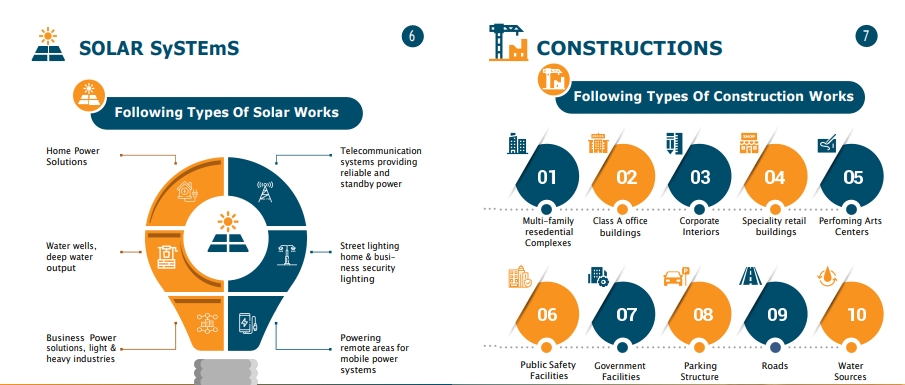 SOLAR SySTEmS
6
Following Types Of Solar Works
Home Power
Solutions
Telecommunication
systems providing
reliable and
standby power
Water wells,
deep water
output
Street lighting
home & busi-
ness security
lighting
Business Power
solutions, light &
heavy industries
Powering
remote areas for
mobile power
systems
CONSTRUCTIONS
7
Following Types Of Construction Works
01
Multi-family
resedential
Complexes
02
Class A office
buildings
03
Corporate
Interiors
SHOP
04
Speciality retail
buildings
05
Perfoming Arts
Centers
06
Public Safety
Facilities
07
Government
Facilities
P
08
Parking
Structure
09
Roads
10
Water
Sources